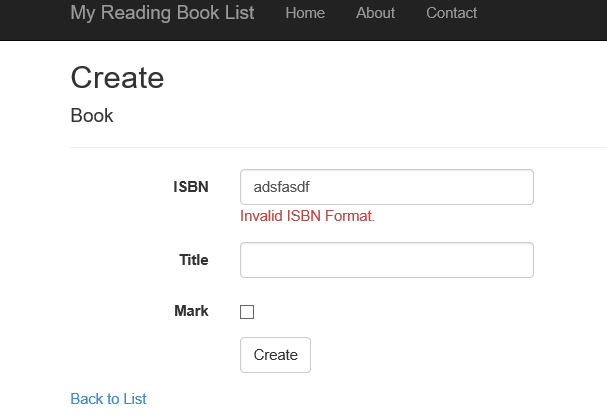 My Reading Book List Home About Contact
Create
Book
ISBN adsfasdf
Invalid ISBN Format.
Title
Mark
Create
Back to List